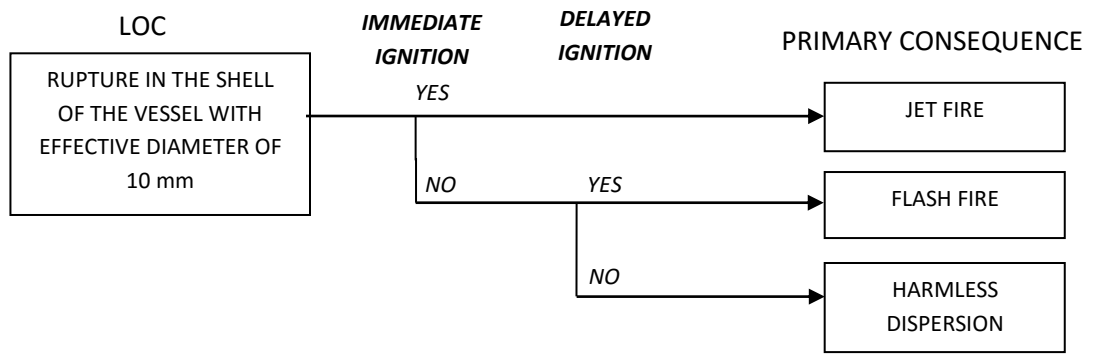 LOC
IMMEDIATE
IGNITION
DELAYED
IGNITION
PRIMARY CONSEQUENCE
RUPTURE IN THE SHELL
OF THE VESSEL WITH
EFFECTIVE DIAMETER OF
10 mm
YES
JET FIRE
NO
YES
FLASH FIRE
NO
HARMLESS
DISPERSION